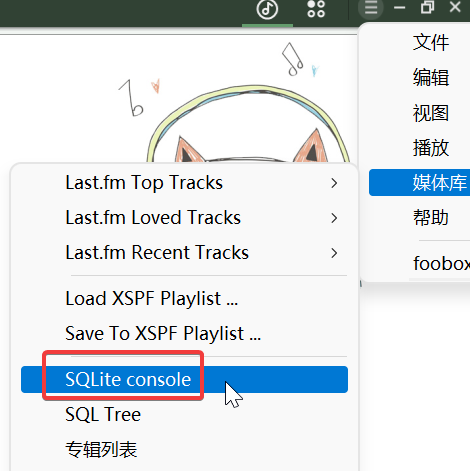 文件
编辑
视图
播放
媒体库
帮助
foobox
Last.fm Top Tracks
Last.fm Loved Tracks
Last.fm Recent Tracks
Load XSPF Playlist ...
Save To XSPF Playlist ...
SQLite console
SQL Tree
专辑列表